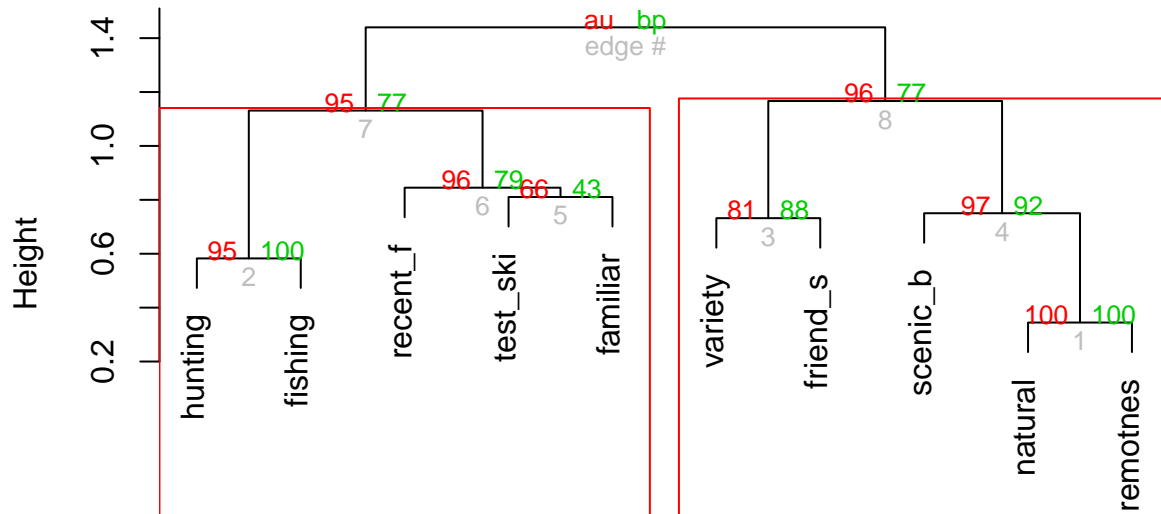 au bp
edge #
1.4
1.0
0.6
0.2
Height
95 77
7
96 77
8
96 79
6
66 43
5
81 88
3
97 92
4
95 100
2
100 100
1
hunting
fishing
recent_f
test_ski
familiar
variety
friend_s
scenic_b
natural
remotnes